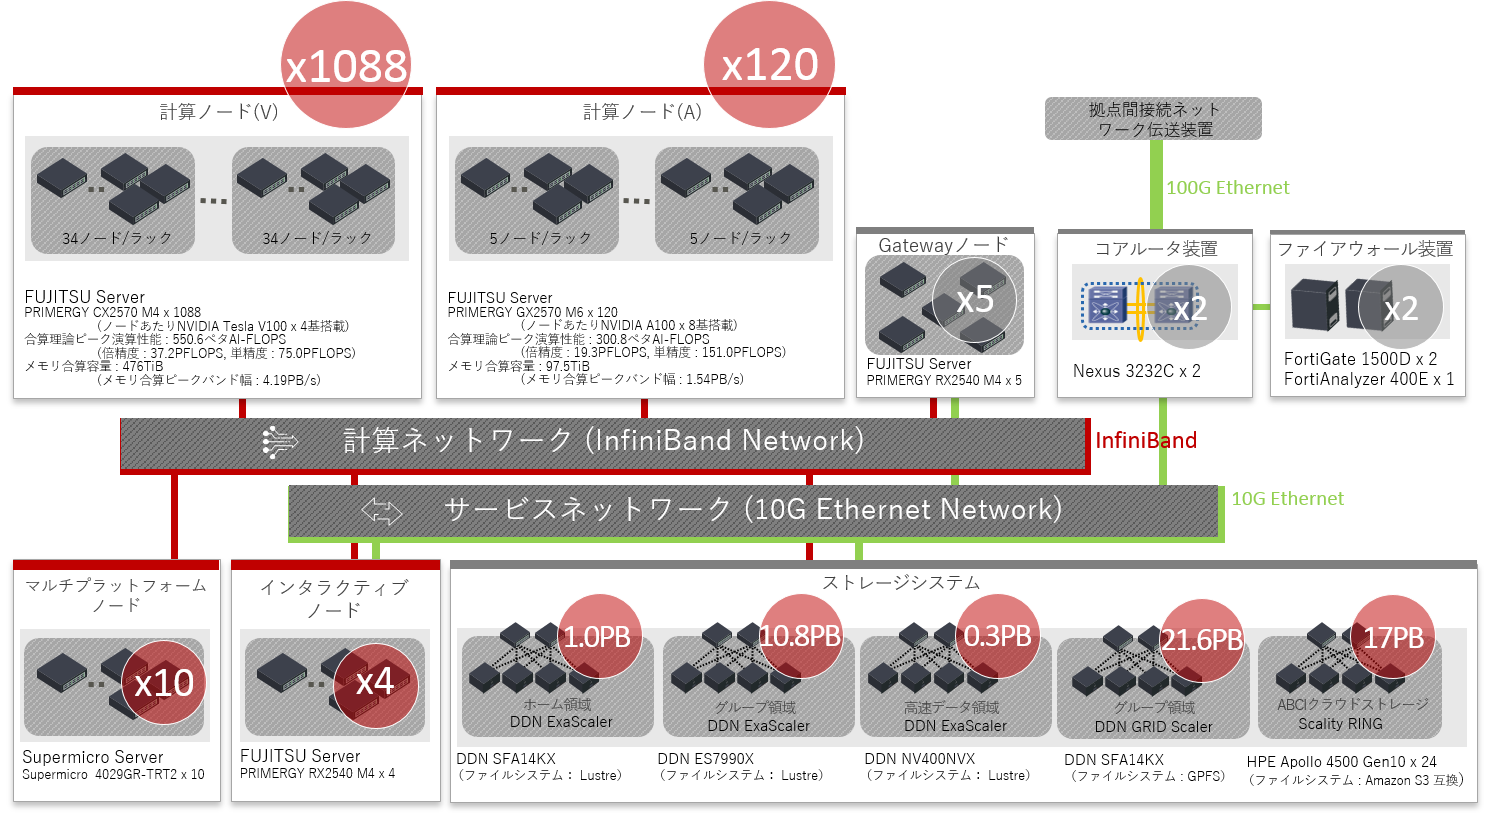 x1088
計算ノード(V)
34ノード/ラック
34ノード/ラック
FUJITSU Server
PRIMERGY CX2570 M4 x 1088
(ノードあたりNVIDIA Tesla V100 x 4基搭載)
合算理論ピーク演算性能 : 550.6ペタAI-FLOPS
(倍精度 : 37.2PFLOPS, 単精度 : 75.0PFLOPS)
メモリ合算容量 : 476TiB
(メモリ合算ピークバンド幅 : 4.19PB/s)
x120
計算ノード(A)
5ノード/ラック
5ノード/ラック
FUJITSU Server
PRIMERGY GX2570 M6 x 120
(ノードあたりNVIDIA A100 x 8基搭載)
合算理論ピーク演算性能 : 300.8ペタAI-FLOPS
(倍精度 : 19.3PFLOPS, 単精度 : 151.0PFLOPS)
メモリ合算容量 : 97.5TiB
(メモリ合算ピークバンド幅 : 1.54PB/s)
拠点間接続ネット
ワーク伝送装置
100G Ethernet
Gatewayノード
x5
FUJITSU Server
PRIMERGY RX2540 M4 x 5
コアルータ装置
x2
Nexus 3232C x 2
ファイアウォール装置
x2
FortiGate 1500D x 2
FortiAnalyzer 400E x 1
計算ネットワーク (InfiniBand Network)
InfiniBand
サービスネットワーク (10G Ethernet Network)
10G Ethernet
マルチプラットフォーム
ノード
x10
Supermicro Server
Supermicro 4029GR-TRT2 x 10
インタラクティブ
ノード
x4
FUJITSU Server
PRIMERGY RX2540 M4 x 4
ストレージシステム
1.0PB
ホーム領域
DDN ExaScaler
DDN SFA14KX
(ファイルシステム : Lustre)
10.8PB
グループ領域
DDN ExaScaler
DDN ES7990X
(ファイルシステム : Lustre)
0.3PB
高速データ領域
DDN ExaScaler
DDN NV400NVX
(ファイルシステム : Lustre)
21.6PB
グループ領域
DDN GRID Scaler
DDN SFA14KX
(ファイルシステム : GPFS)
17PB
ABCIクラウドストレージ
Scality RING
HPE Apollo 4500 Gen10 x 24
(ファイルシステム : Amazon S3 互換)